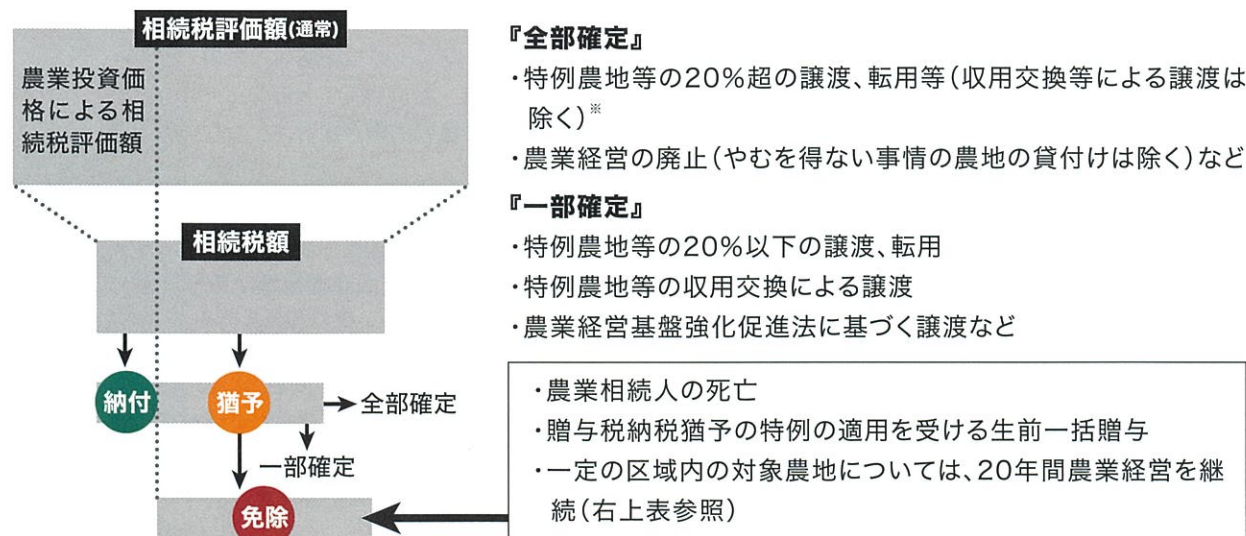 相続税評価額(通常)
農業投資価
格による相
続税評価額
相続税額
納付
猶予
全部確定
一部確定
免除
『全部確定』
・特例農地等の20%超の譲渡、転用等(収用交換等による譲渡は
除く)※
・農業経営の廃止(やむを得ない事情の農地の貸付けは除く)など
『一部確定』
・特例農地等の20%以下の譲渡、転用
・特例農地等の収用交換による譲渡
・農業経営基盤強化促進法に基づく譲渡など
・農業相続人の死亡
・贈与税納税猶予の特例の適用を受ける生前一括贈与
・一定の区域内の対象農地については、20年間農業経営を継
続(右上表参照)